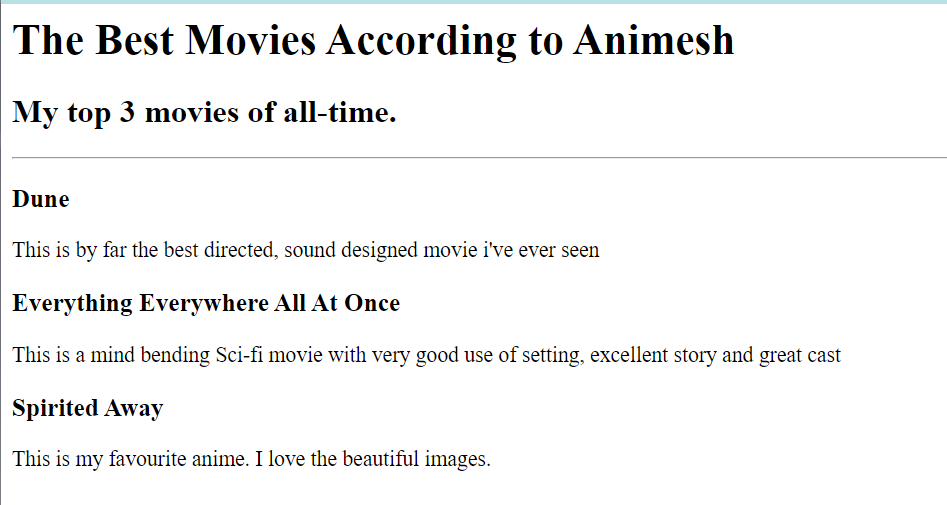 The Best Movies According to Animesh
My top 3 movies of all-time.
Dune
This is by far the best directed, sound designed movie i've ever seen
Everything Everywhere All At Once
This is a mind bending Sci-fi movie with very good use of setting, excellent story and great cast
Spirited Away
This is my favourite anime. I love the beautiful images.